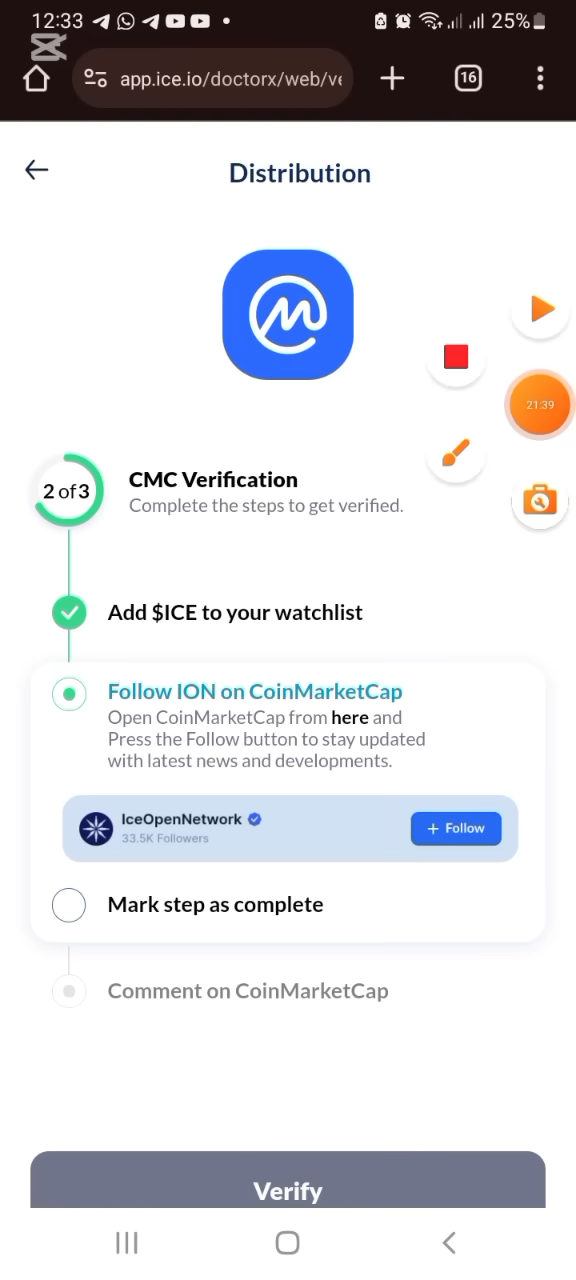 12:33
25%
app.ice.io/doctorx/web/ve
16
Distribution
21:39
2 of 3
CMC Verification
Complete the steps to get verified.
Add $ICE to your watchlist
Follow ION on CoinMarketCap
Open CoinMarketCap from here and
Press the Follow button to stay updated
with latest news and developments.
IceOpenNetwork
33.5K Followers
+ Follow
Mark step as complete
Comment on CoinMarketCap
Verify